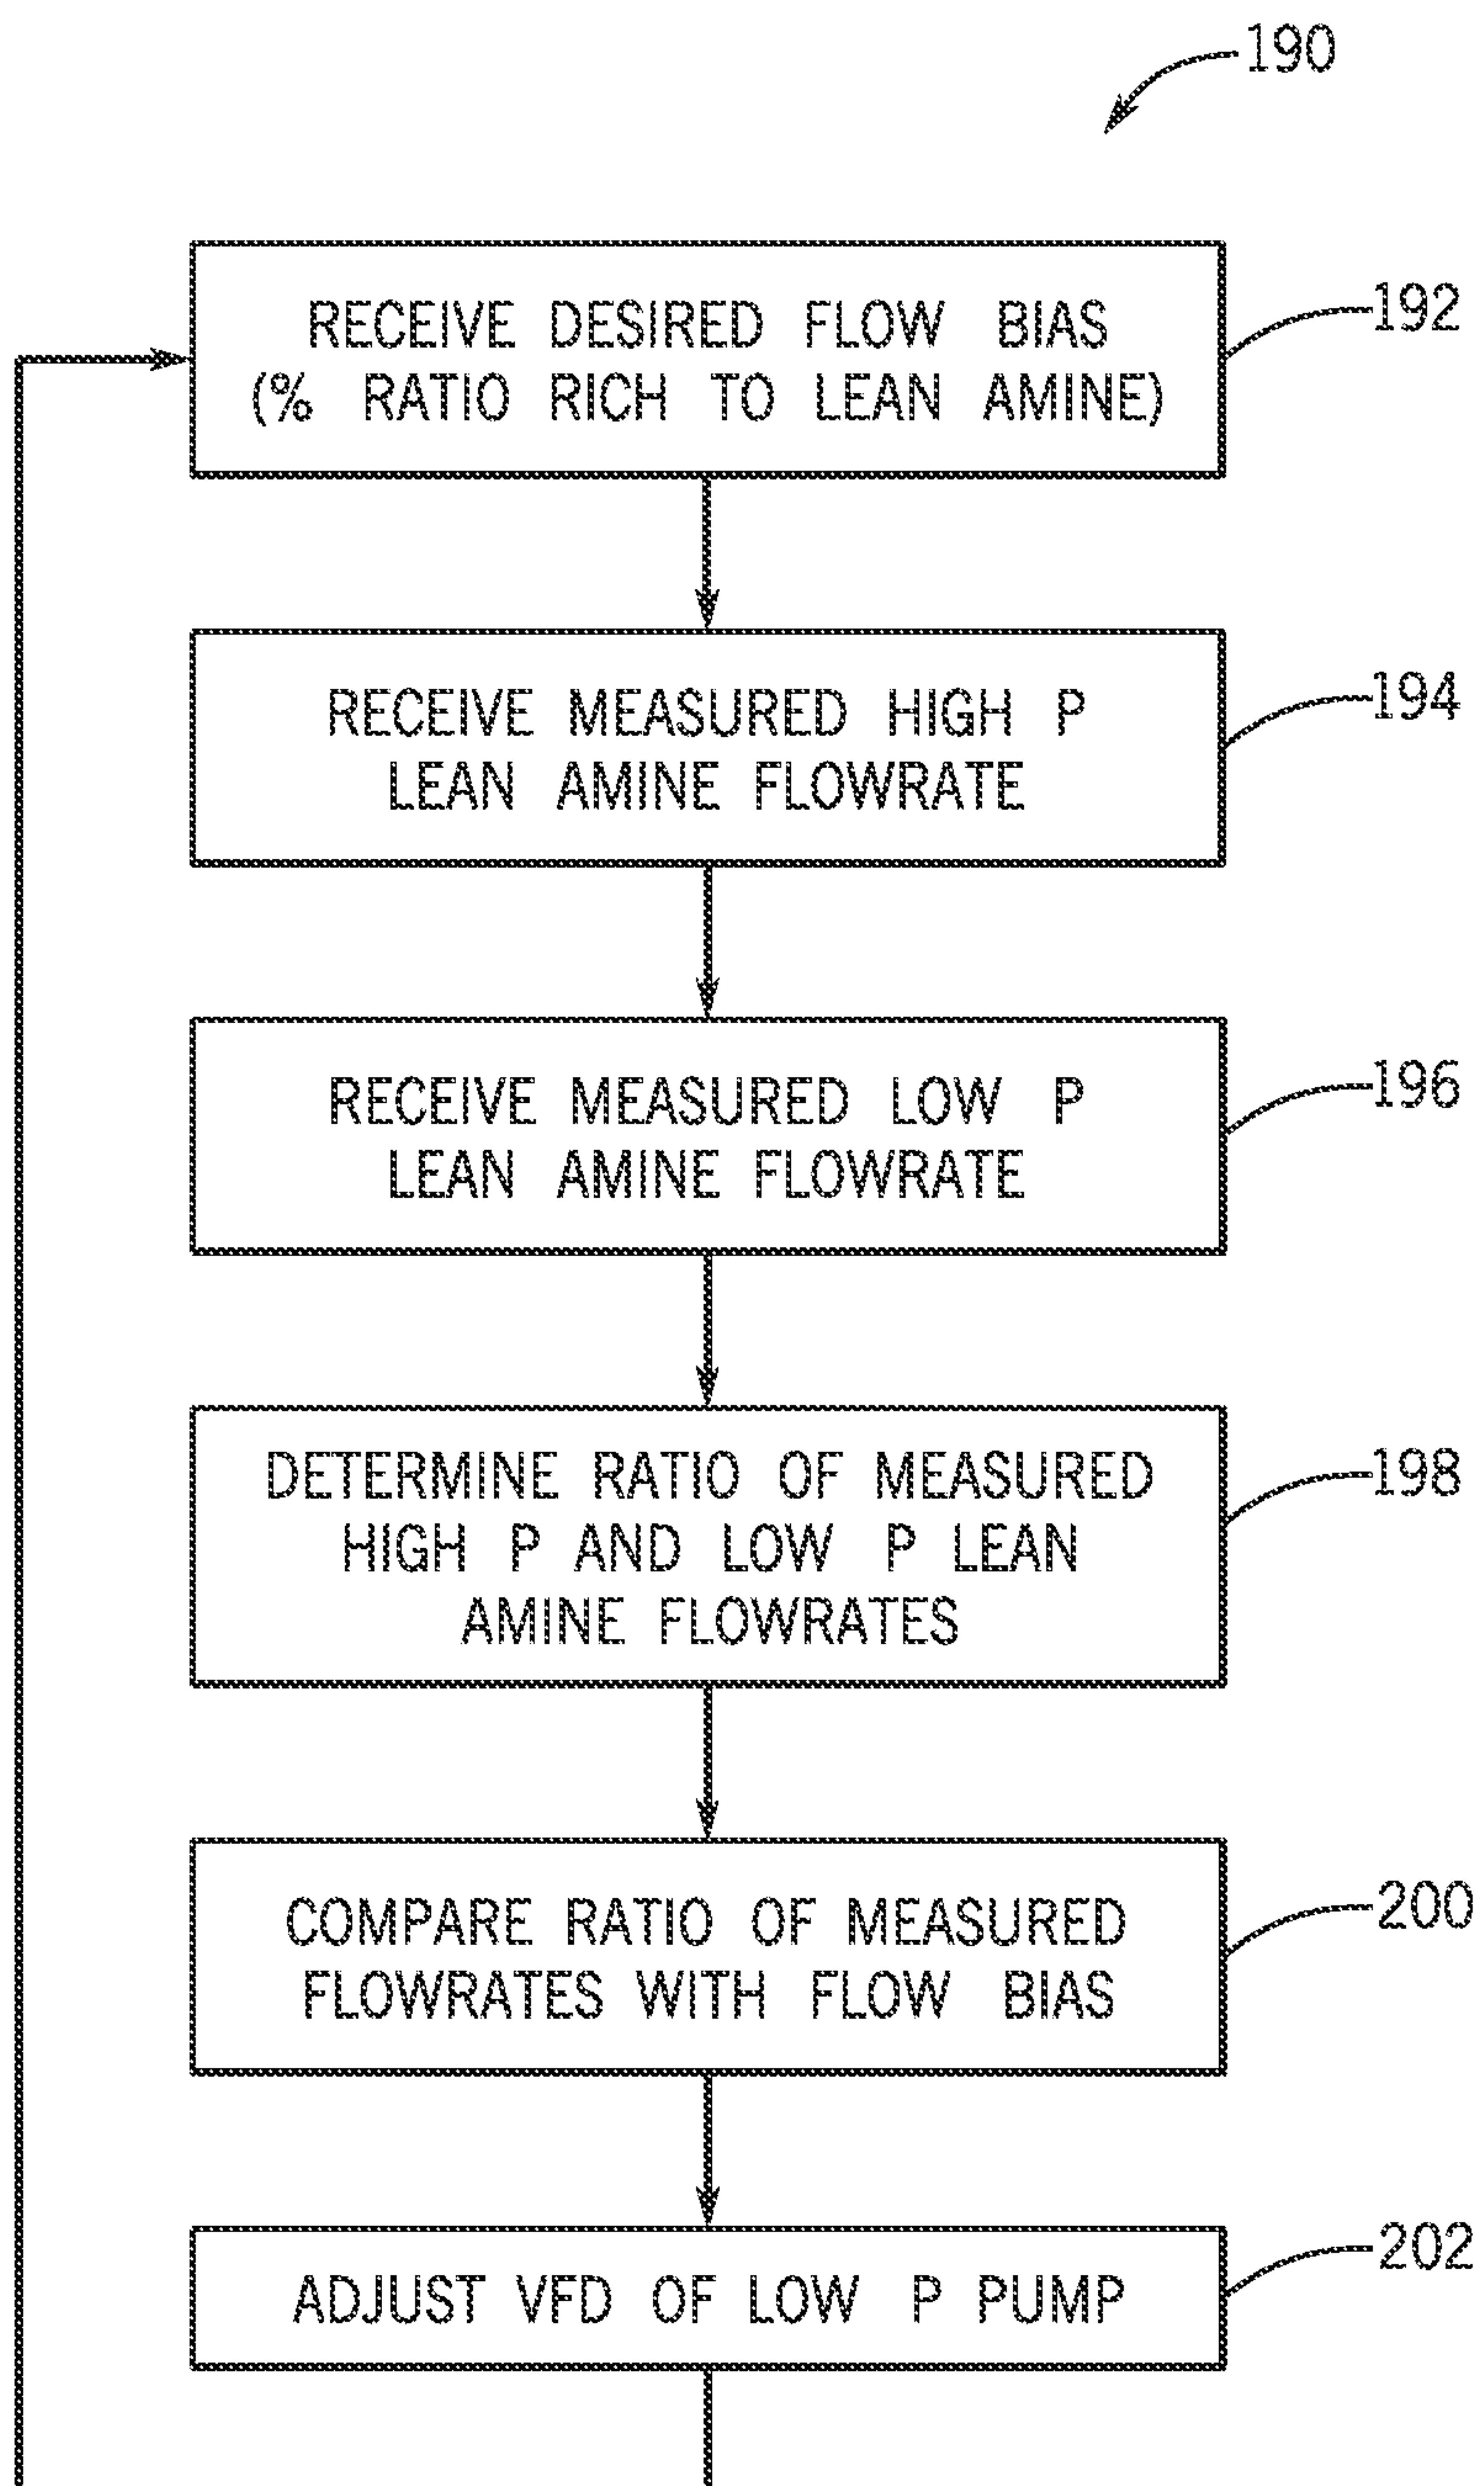 190
RECEIVE DESIRED FLOW BIAS
(% RATIO RICH TO LEAN AMINE)
192
RECEIVE MEASURED HIGH P
LEAN AMINE FLOWRATE
194
RECEIVE MEASURED LOW P
LEAN AMINE FLOWRATE
196
DETERMINE RATIO OF MEASURED
HIGH P AND LOW P LEAN
AMINE FLOWRATES
198
COMPARE RATIO OF MEASURED
FLOWRATES WITH FLOW BIAS
200
ADJUST VFD OF LOW P PUMP
202